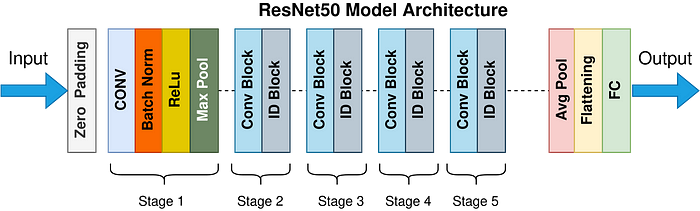 ResNet50 Model Architecture
Input
Zero Padding
CONV
Batch Norm
ReLu
Max Pool
Conv Block
ID Block
Conv Block
ID Block
Conv Block
ID Block
Conv Block
ID Block
Avg Pool
Flattening
FC
Output
Stage 1
Stage 2
Stage 3
Stage 4
Stage 5